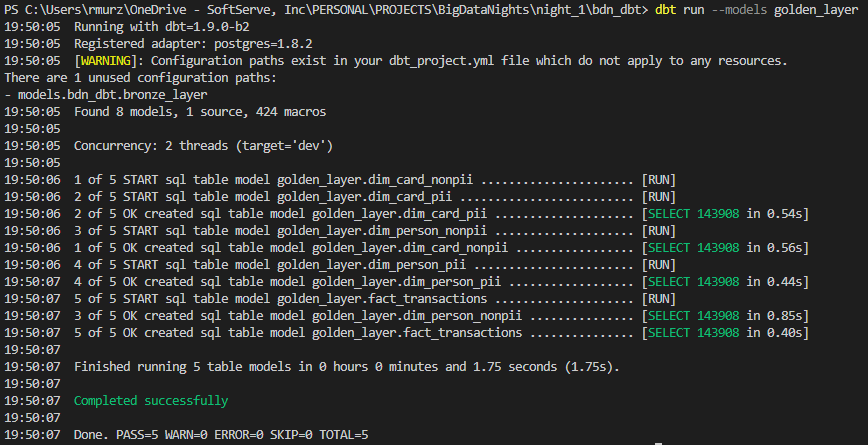 PS C:\Users\rmurz\OneDrive - SoftServe, Inc\PERSONAL\PROJECTS\BigDataNights\night_1\bdn_dbt> dbt run --models golden_layer
19:50:05  Running with dbt=1.9.0-b2
19:50:05  Registered adapter: postgres=1.8.2
19:50:05  [WARNING]: Configuration paths exist in your dbt_project.yml file which do not apply to any resources.
There are 1 unused configuration paths:
- models.bdn_dbt.bronze_layer
19:50:05  Found 8 models, 1 source, 424 macros
19:50:05
19:50:05  Concurrency: 2 threads (target='dev')
19:50:05
19:50:06  1 of 5 START sql table model golden_layer.dim_card_nonpii ...................... [RUN]
19:50:06  2 of 5 START sql table model golden_layer.dim_card_pii ......................... [RUN]
19:50:06  2 of 5 OK created sql table model golden_layer.dim_card_pii .................... [SELECT 143908 in 0.54s]
19:50:06  3 of 5 START sql table model golden_layer.dim_person_nonpii .................... [RUN]
19:50:06  1 of 5 OK created sql table model golden_layer.dim_card_nonpii ................. [SELECT 143908 in 0.56s]
19:50:06  4 of 5 START sql table model golden_layer.dim_person_pii ....................... [RUN]
19:50:07  4 of 5 OK created sql table model golden_layer.dim_person_pii .................. [SELECT 143908 in 0.44s]
19:50:07  5 of 5 START sql table model golden_layer.fact_transactions .................... [RUN]
19:50:07  3 of 5 OK created sql table model golden_layer.dim_person_nonpii ............... [SELECT 143908 in 0.85s]
19:50:07  5 of 5 OK created sql table model golden_layer.fact_transactions ............... [SELECT 143908 in 0.40s]
19:50:07
19:50:07  Finished running 5 table models in 0 hours 0 minutes and 1.75 seconds (1.75s).
19:50:07
19:50:07  Completed successfully
19:50:07
19:50:07  Done. PASS=5 WARN=0 ERROR=0 SKIP=0 TOTAL=5